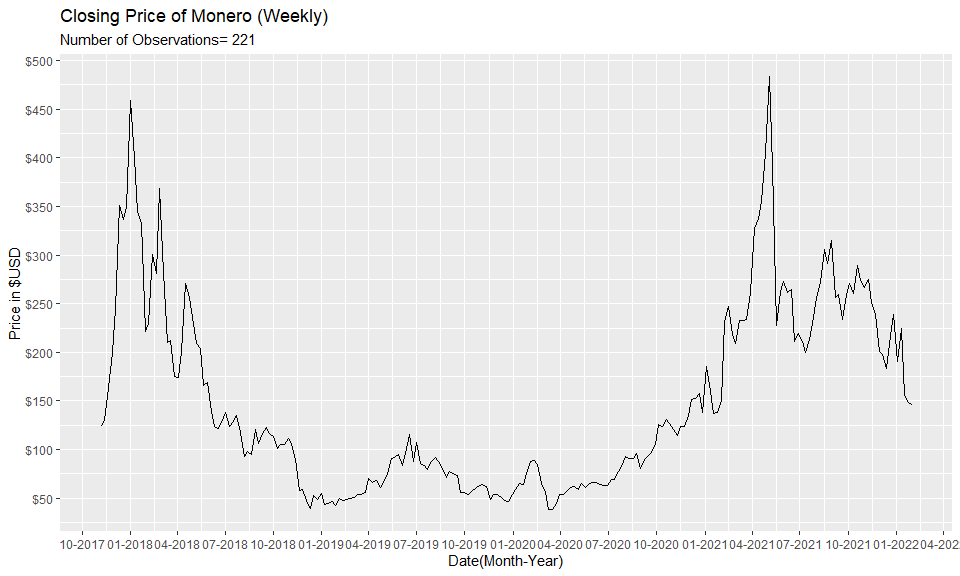 Closing Price of Monero (Weekly)
Number of Observations= 221
$500
$450
$400
$350
$300
$250
$200
$150
$100
$50
Price in $USD
10-2017 01-2018 04-2018 07-2018 10-2018 01-2019 04-2019 07-2019 10-2019 01-2020 04-2020 07-2020 10-2020 01-2021 04-2021 07-2021 10-2021 01-2022 04-202
Date(Month-Year)